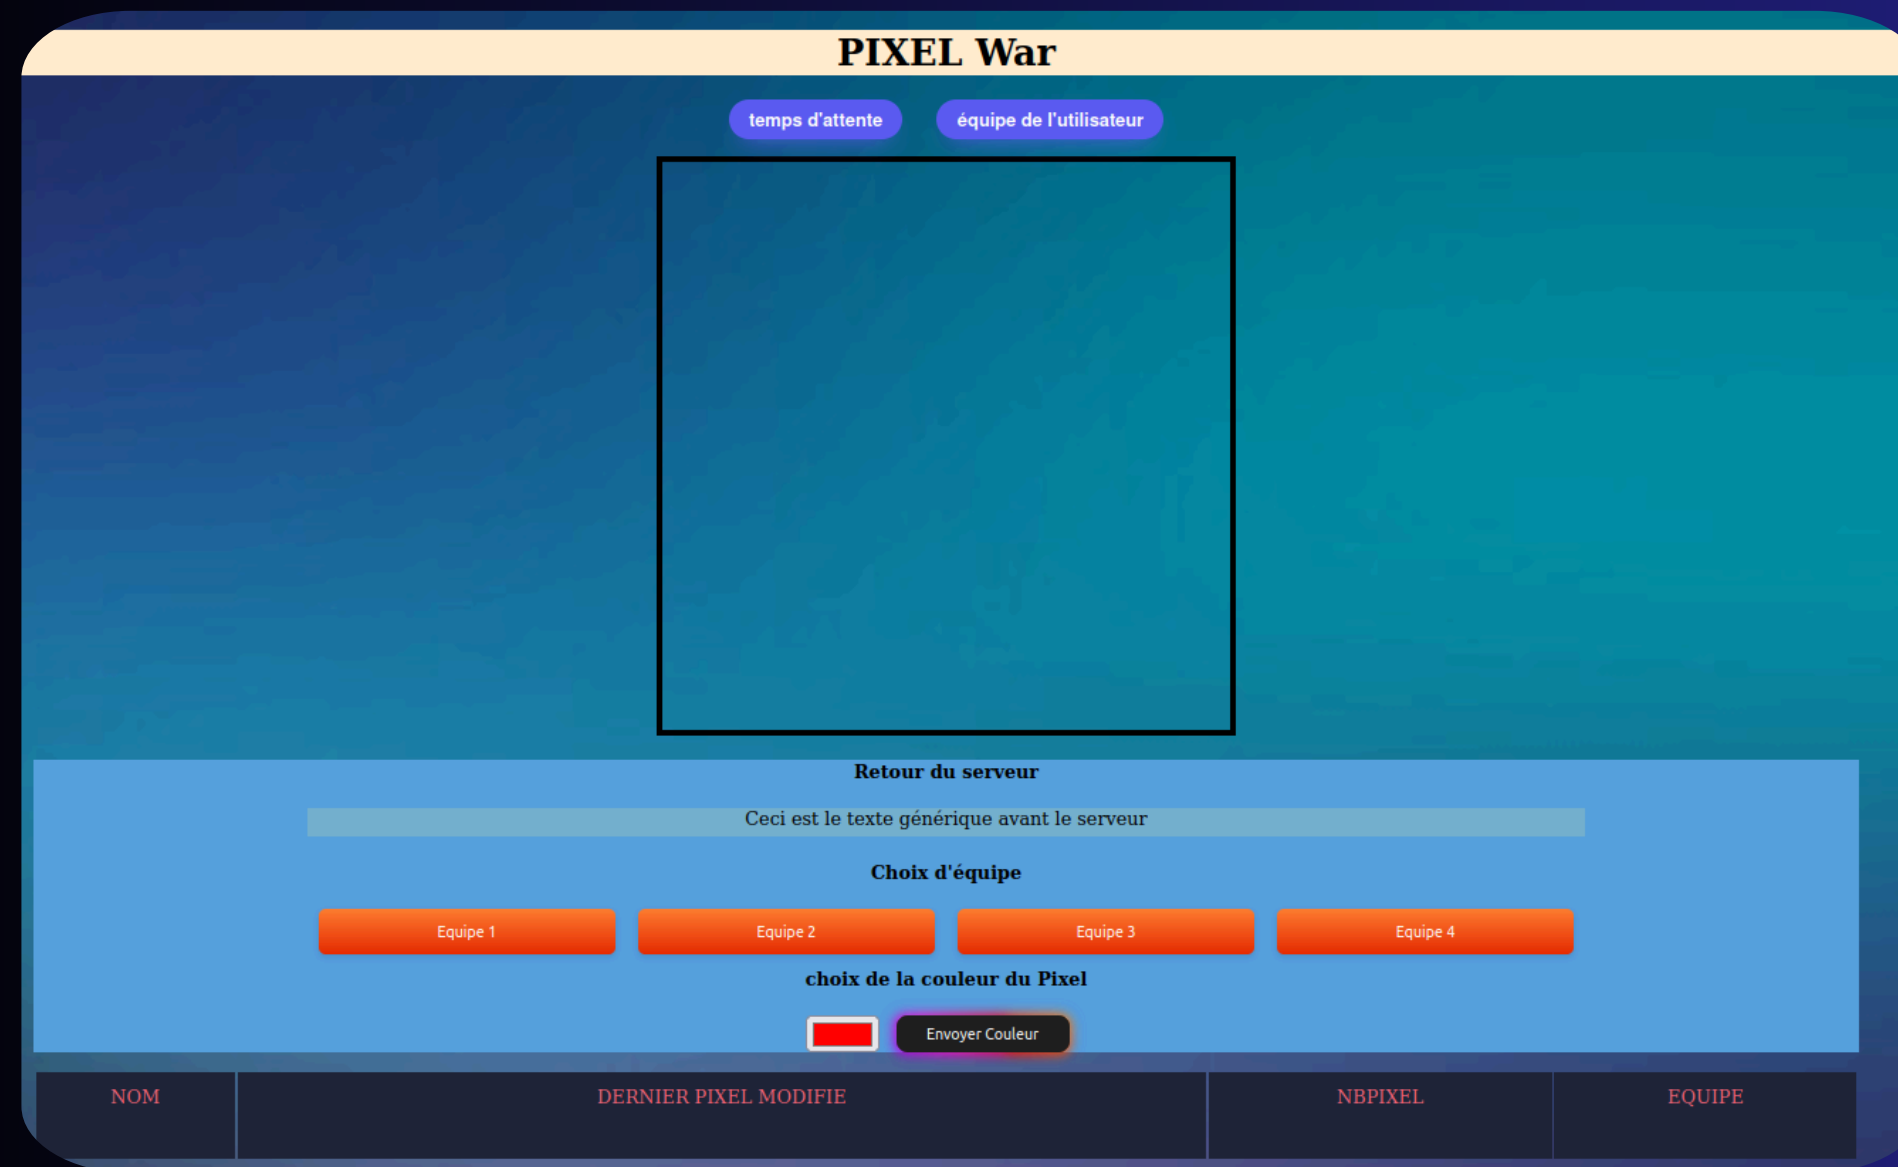 PIXEL War
temps d'attente équipe de l'utilisateur
Retour du serveur
Ceci est le texte générique avant le serveur
Choix d'équipe
Equipe 1 Equipe 2 Equipe 3 Equipe 4
choix de la couleur du Pixel
Envoyer Couleur
NOM DERNIER PIXEL MODIFIE NBPIXEL EQUIPE